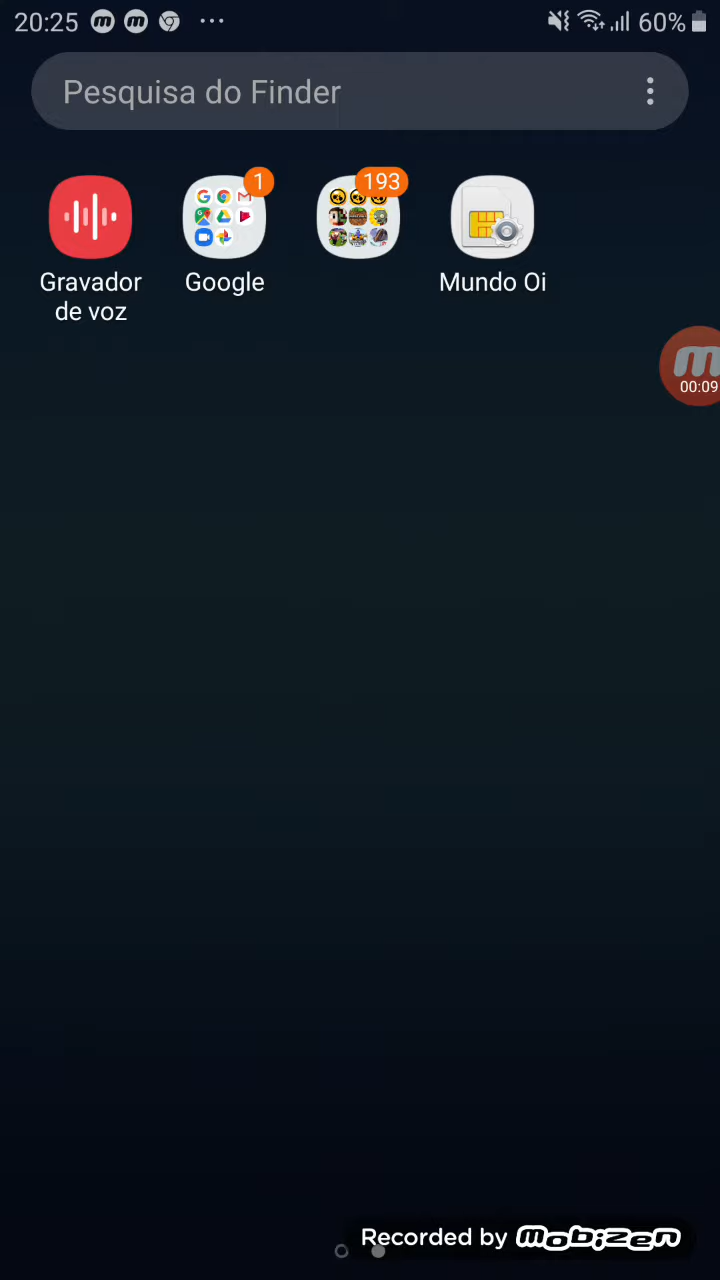 20:25
60%
Pesquisa do Finder
1
193
Gravador
de voz
Google
Mundo Oi
00:09
Recorded by mobizen